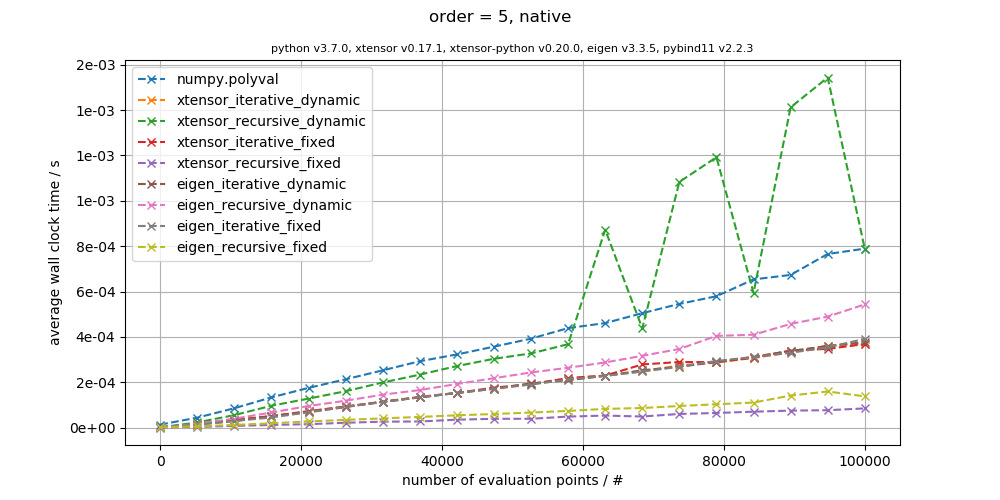 order = 5, native
python v3.7.0, xtensor v0.17.1, xtensor-python v0.20.0, eigen v3.3.5, pybind11 v2.2.3
2e-03
1e-03
1e-03
1e-03
8e-04
6e-04
4e-04
2e-04
0e+00
average wall clock time / s
numpy.polyval
xtensor_iterative_dynamic
xtensor_recursive_dynamic
xtensor_iterative_fixed
xtensor_recursive_fixed
eigen_iterative_dynamic
eigen_recursive_dynamic
eigen_iterative_fixed
eigen_recursive_fixed
0
20000
40000
60000
80000
100000
number of evaluation points / #